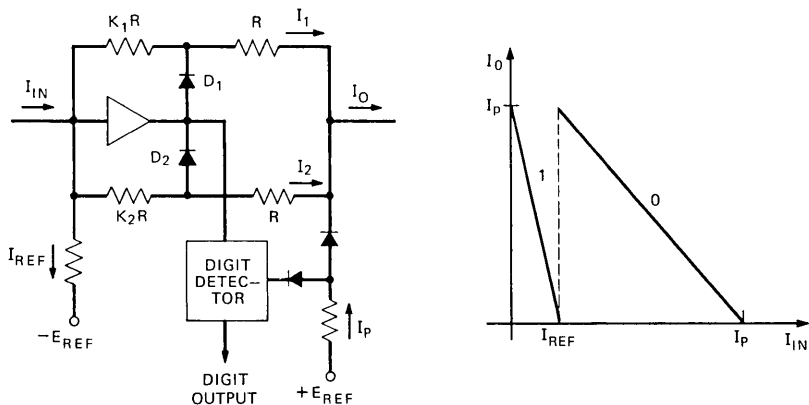 K₁R
R
I₁
I_IN
D₁
I_O
D₂
I₂
K₂R
R
I_REF
DIGIT
DETEC-
TOR
I_P
−E_REF
DIGIT
OUTPUT
+E_REF
I_O
I_P
1
0
I_REF
I_P
I_IN